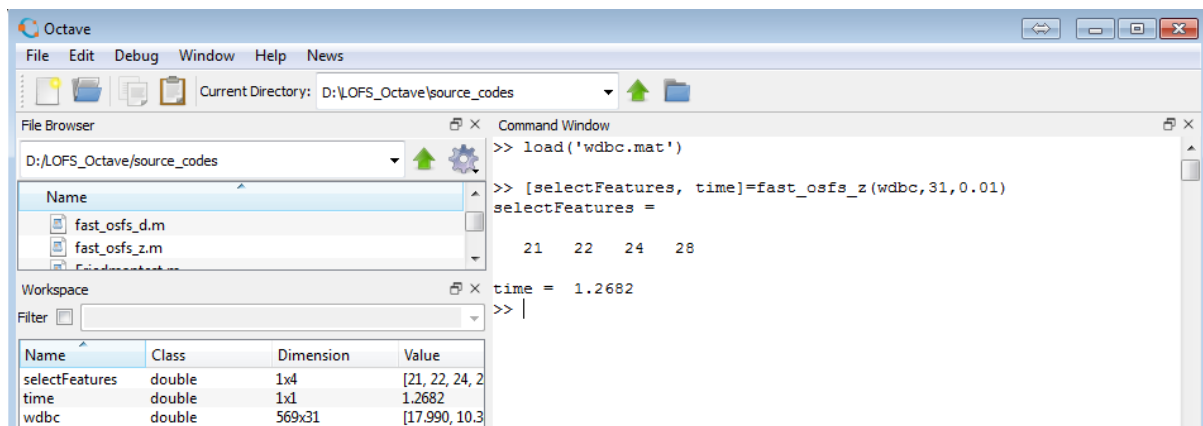 Octave
File Edit Debug Window Help News
Current Directory: D:\LOFS_Octave\source_codes
File Browser
D:/LOFS_Octave/source_codes
Name
fast_osfs_d.m
fast_osfs_z.m
Workspace
Filter
Name Class Dimension Value
selectFeatures double 1x4 [21, 22, 24, 2
time double 1x1 1.2682
wdbc double 569x31 [17.990, 10.3
Command Window
>> load('wdbc.mat')
>> [selectFeatures, time]=fast_osfs_z(wdbc,31,0.01)
selectFeatures =
21 22 24 28
time = 1.2682
>>